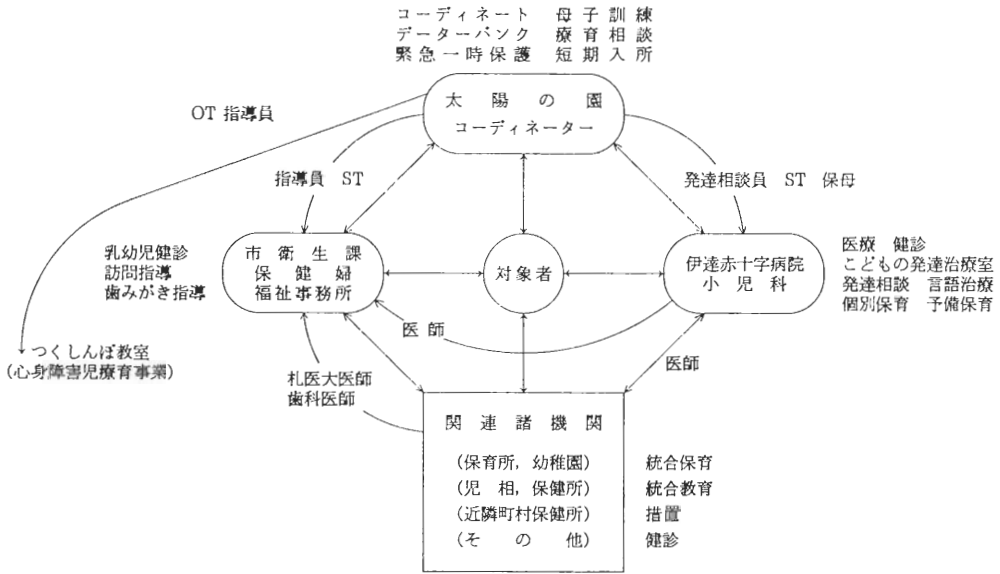 コーディネート 母子訓練
データーバンク 療育相談
緊急一時保護 短期入所
太陽の園
コーディネーター
OT 指導員
指導員 ST
発達相談員 ST 保母
乳幼児健診
訪問指導
歯みがき指導
市衛生課
保健婦
福祉事務所
対象者
伊達赤十字病院
小児科
医療 健診
こどもの発達治療室
発達相談 言語治療
個別保育 予備保育
医師
医師
つくしんぼ教室
(心身障害児療育事業)
札医大医師
歯科医師
関連諸機関
(保育所,幼稚園) 統合保育
(児相,保健所) 統合教育
(近隣町村保健所) 措置
(その他) 健診